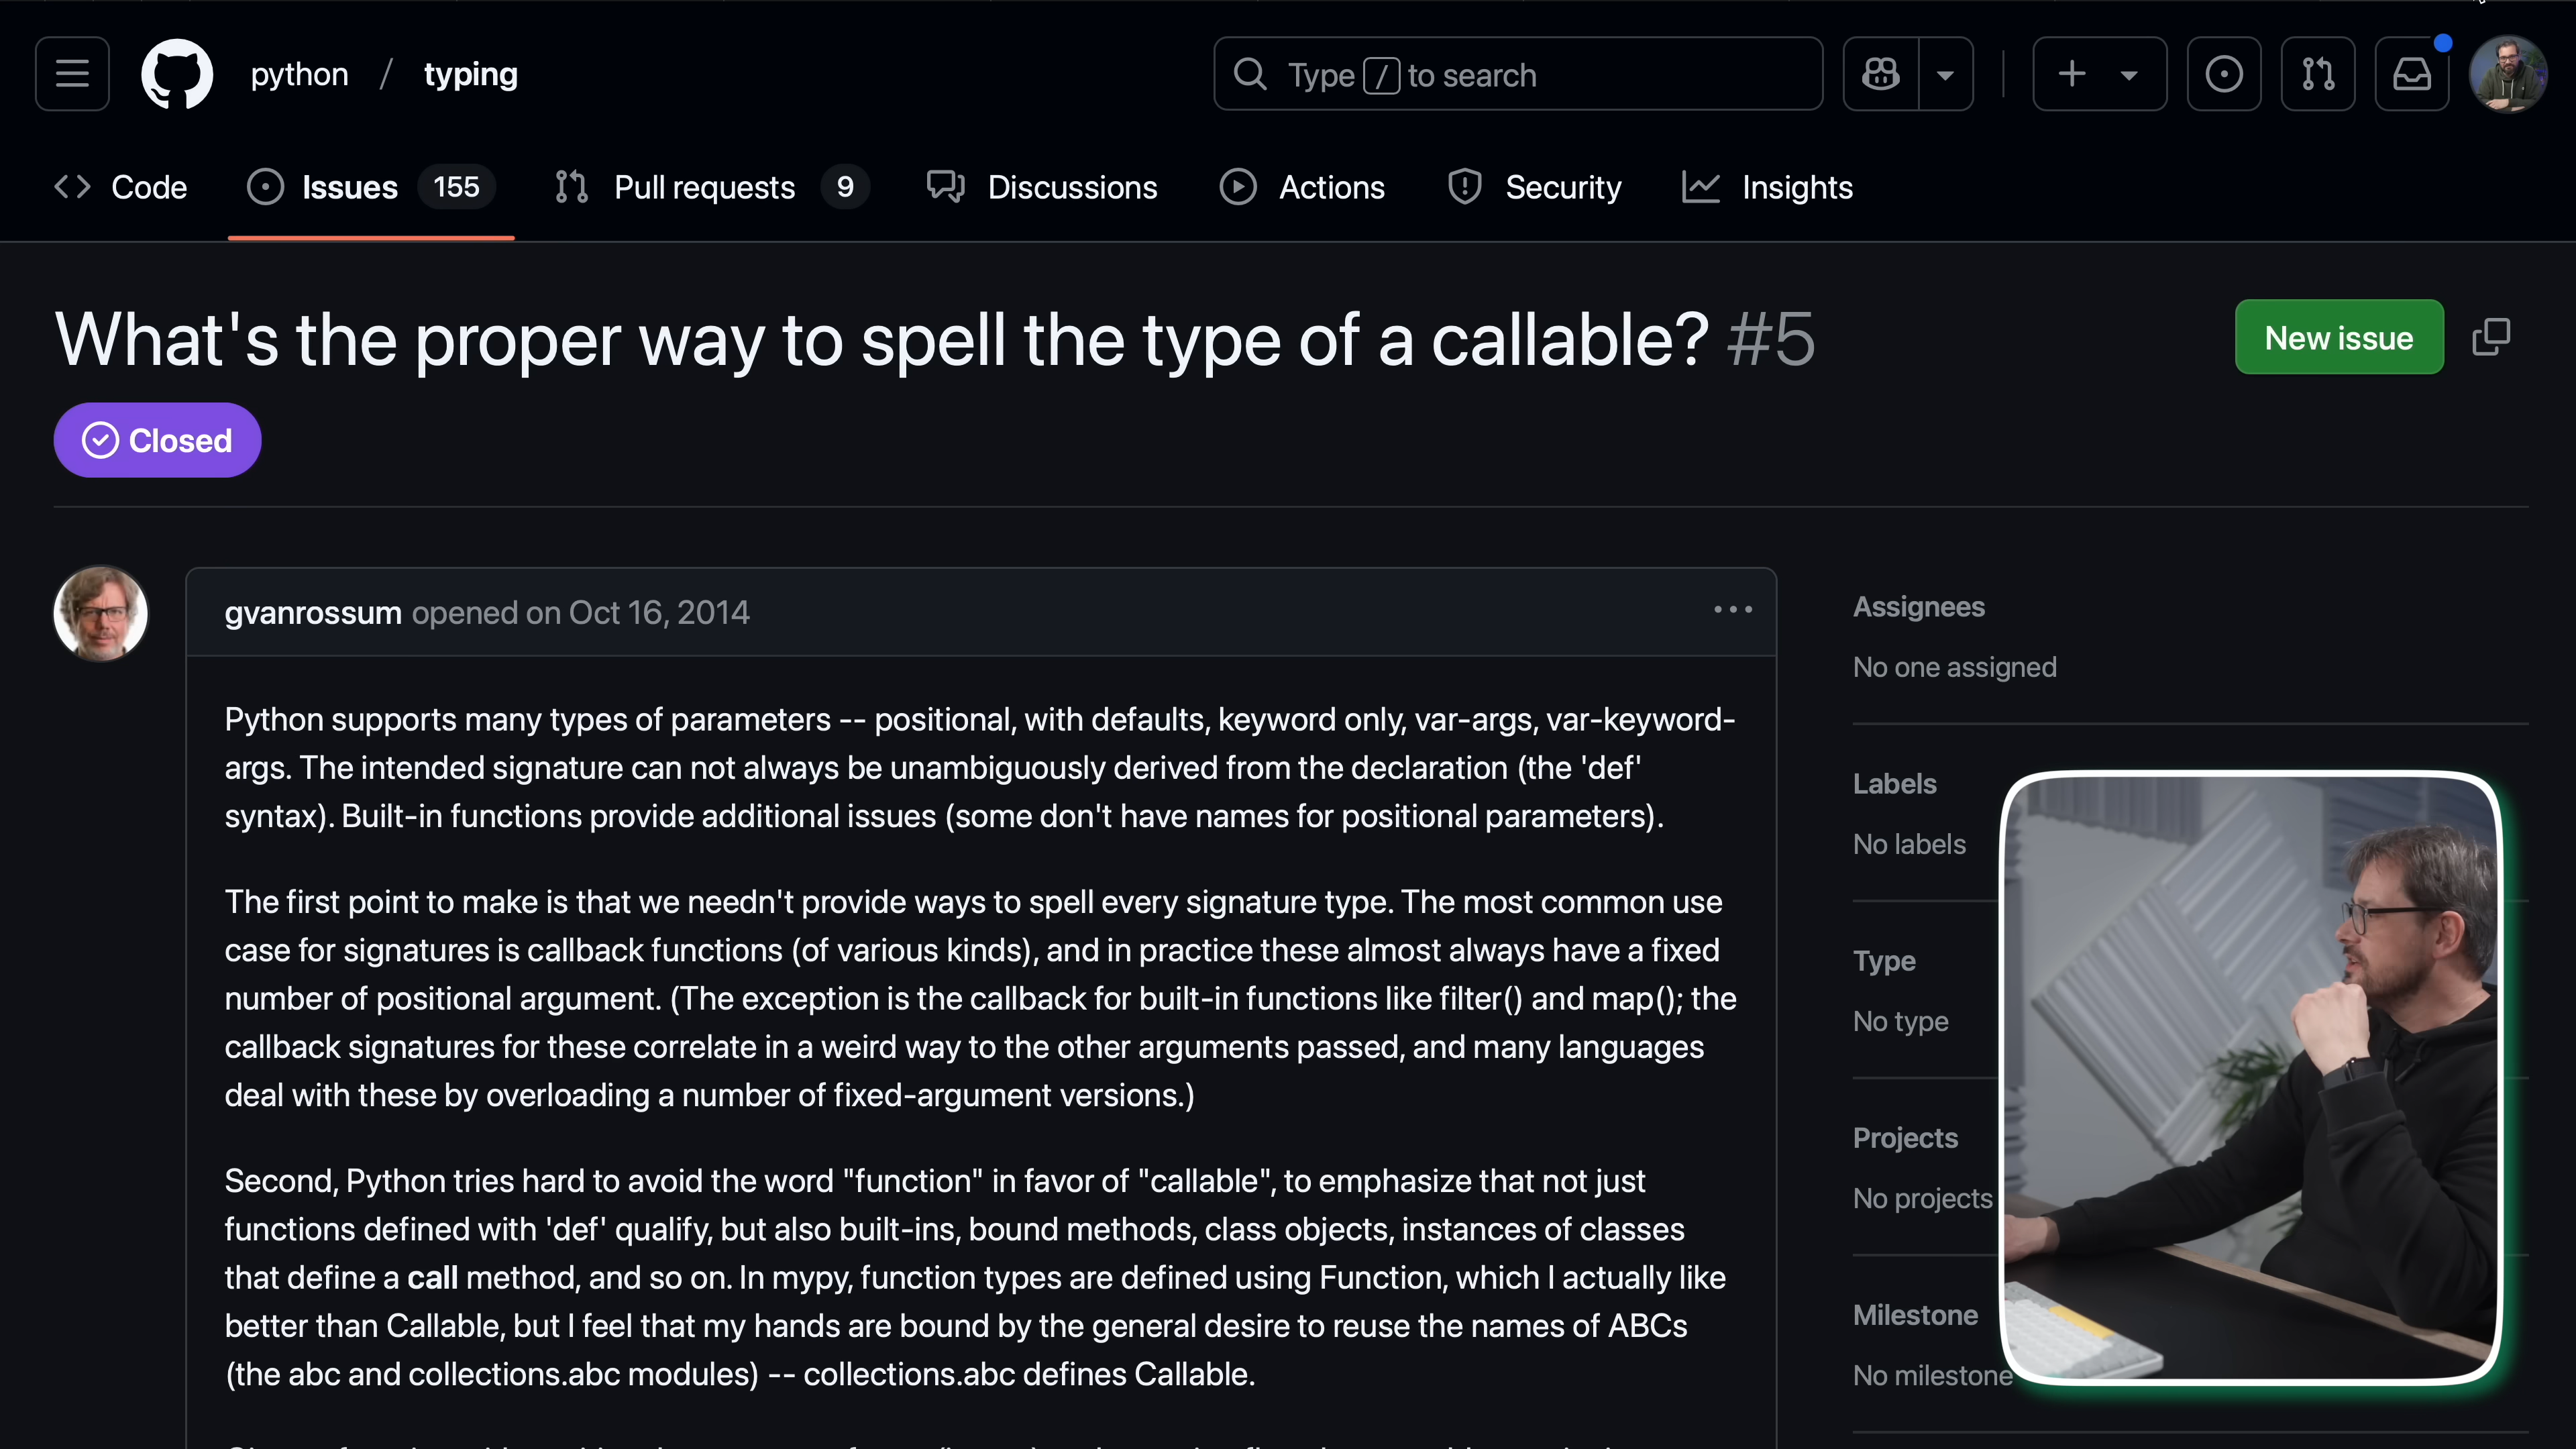 python / typing
Type / to search
Code
Issues 155
Pull requests 9
Discussions
Actions
Security
Insights
What's the proper way to spell the type of a callable? #5
New issue
Closed
gvanrossum opened on Oct 16, 2014
Python supports many types of parameters -- positional, with defaults, keyword only, var-args, var-keyword-
args. The intended signature can not always be unambiguously derived from the declaration (the 'def'
syntax). Built-in functions provide additional issues (some don't have names for positional parameters).
The first point to make is that we needn't provide ways to spell every signature type. The most common use
case for signatures is callback functions (of various kinds), and in practice these almost always have a fixed
number of positional argument. (The exception is the callback for built-in functions like filter() and map(); the
callback signatures for these correlate in a weird way to the other arguments passed, and many languages
deal with these by overloading a number of fixed-argument versions.)
Second, Python tries hard to avoid the word "function" in favor of "callable", to emphasize that not just
functions defined with 'def' qualify, but also built-ins, bound methods, class objects, instances of classes
that define a call method, and so on. In mypy, function types are defined using Function, which I actually like
better than Callable, but I feel that my hands are bound by the general desire to reuse the names of ABCs
(the abc and collections.abc modules) -- collections.abc defines Callable.
Assignees
No one assigned
Labels
No labels
Type
No type
Projects
No projects
Milestone
No milestone